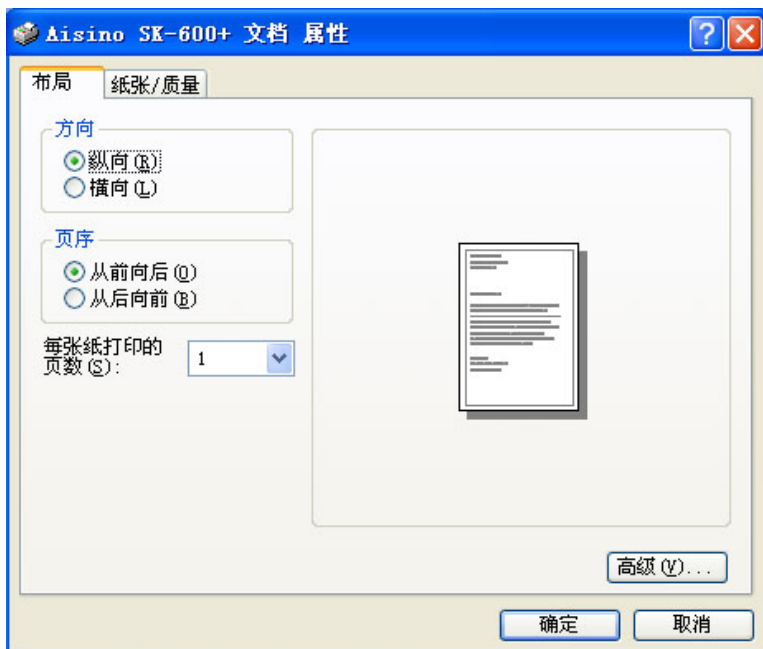 Aisino SK-600+ 文档 属性
布局
纸张/质量
方向
纵向(R)
横向(L)
页序
从前向后(O)
从后向前(B)
每张纸打印的
页数(S):
1
高级(V)...
确定
取消